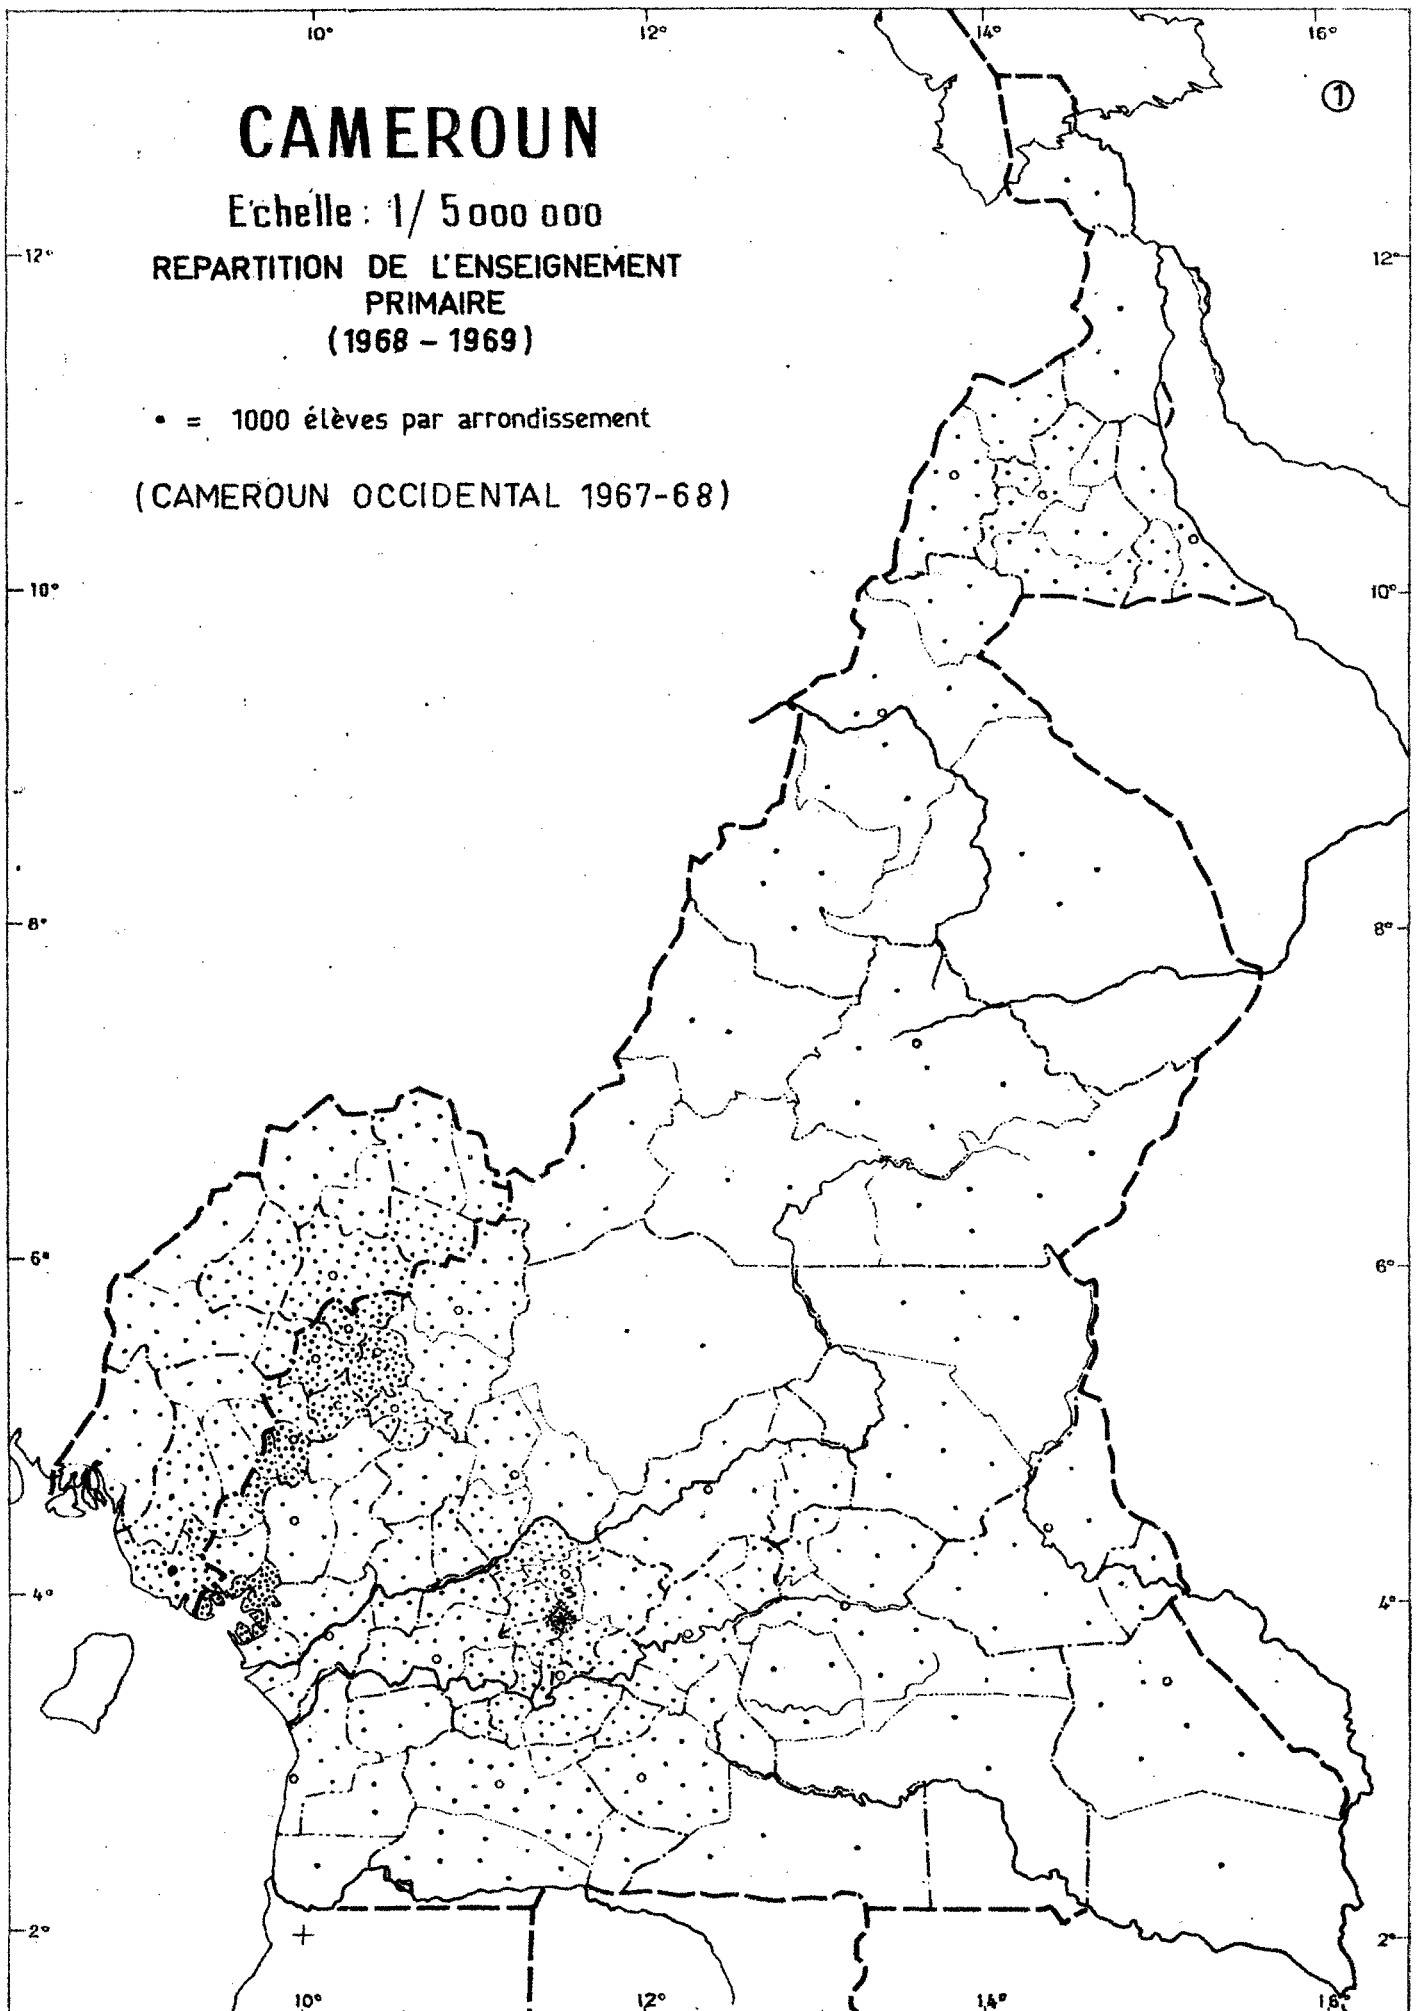 10° 12° 14° 16°
①
CAMEROUN
Echelle : 1/ 5 000 000
12° 12°
REPARTITION DE L'ENSEIGNEMENT
PRIMAIRE
(1968 – 1969)
• = 1000 élèves par arrondissement
(CAMEROUN OCCIDENTAL 1967-68)
10° 10°
8° 8°
6° 6°
4° 4°
2° 2°
10° 12° 14° 16°